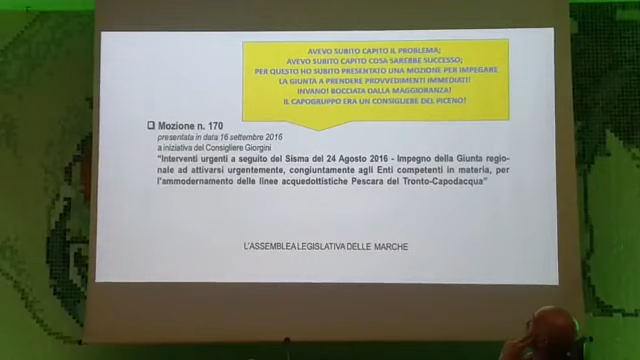 AVEVO SUBITO CAPITO IL PROBLEMA;
AVEVO SUBITO CAPITO COSA SAREBBE SUCCESSO;
PER QUESTO HO SUBITO PRESENTATO UNA MOZIONE PER IMPEGARE
LA GIUNTA A PRENDERE PROVVEDIMENTI IMMEDIATI!
INVANO! BOCCIATA DALLA MAGGIORANZA!
IL CAPOGRUPPO ERA UN CONSIGLIERE DEL PICENO!
❑ Mozione n. 170
presentata in data 16 settembre 2016
a iniziativa del Consigliere Giorgini
"Interventi urgenti a seguito del Sisma del 24 Agosto 2016 - Impegno della Giunta regio-
nale ad attivarsi urgentemente, congiuntamente agli Enti competenti in materia, per
l'ammodernamento delle linee acquedottistiche Pescara del Tronto-Capodacqua"
L'ASSEMBLEA LEGISLATIVA DELLE MARCHE